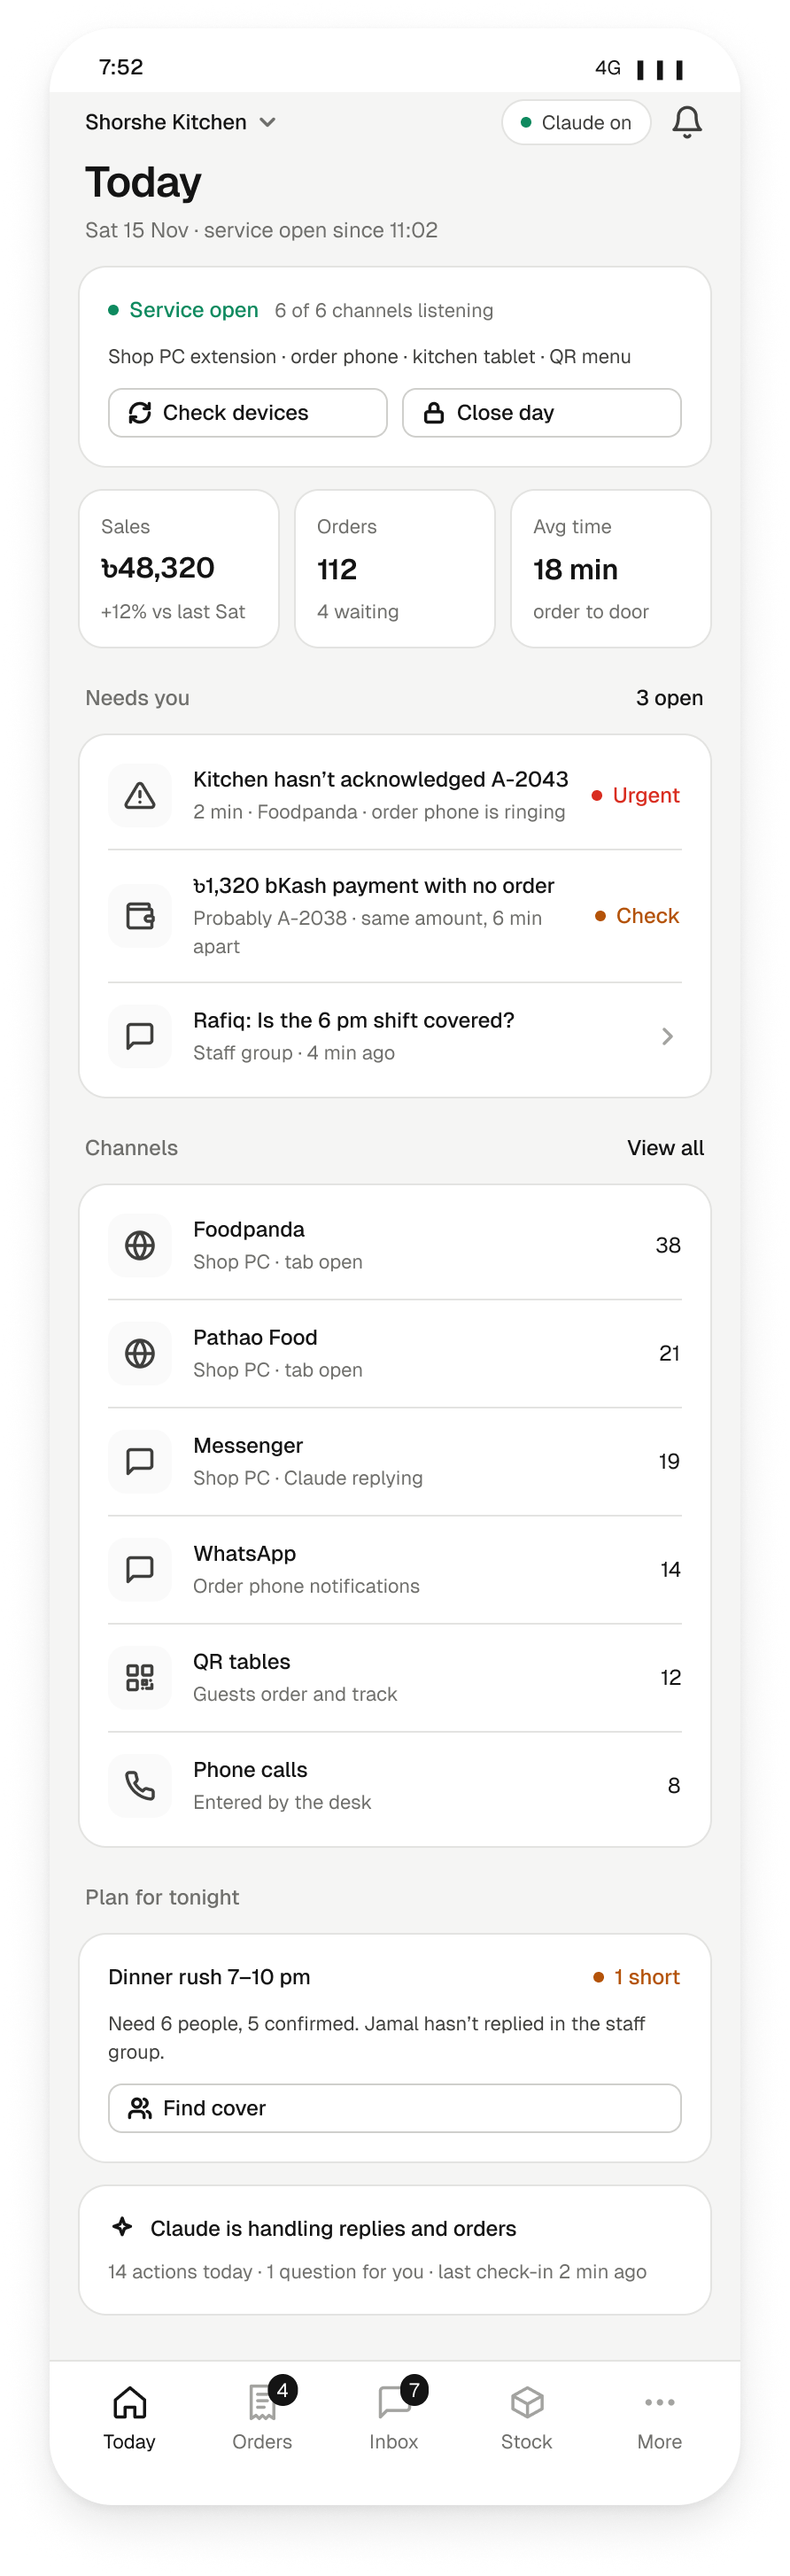 7:52
4G
Shorshe Kitchen
Claude on
Today
Sat 15 Nov · service open since 11:02
Service open 6 of 6 channels listening
Shop PC extension · order phone · kitchen tablet · QR menu
Check devices
Close day
Sales
৳48,320
+12% vs last Sat
Orders
112
4 waiting
Avg time
18 min
order to door
Needs you
3 open
Kitchen hasn’t acknowledged A-2043
2 min · Foodpanda · order phone is ringing
Urgent
৳1,320 bKash payment with no order
Probably A-2038 · same amount, 6 min
apart
Check
Rafiq: Is the 6 pm shift covered?
Staff group · 4 min ago
Channels
View all
Foodpanda
Shop PC · tab open
38
Pathao Food
Shop PC · tab open
21
Messenger
Shop PC · Claude replying
19
WhatsApp
Order phone notifications
14
QR tables
Guests order and track
12
Phone calls
Entered by the desk
8
Plan for tonight
Dinner rush 7–10 pm
1 short
Need 6 people, 5 confirmed. Jamal hasn’t replied in the staff
group.
Find cover
Claude is handling replies and orders
14 actions today · 1 question for you · last check-in 2 min ago
Today
4
Orders
7
Inbox
Stock
More